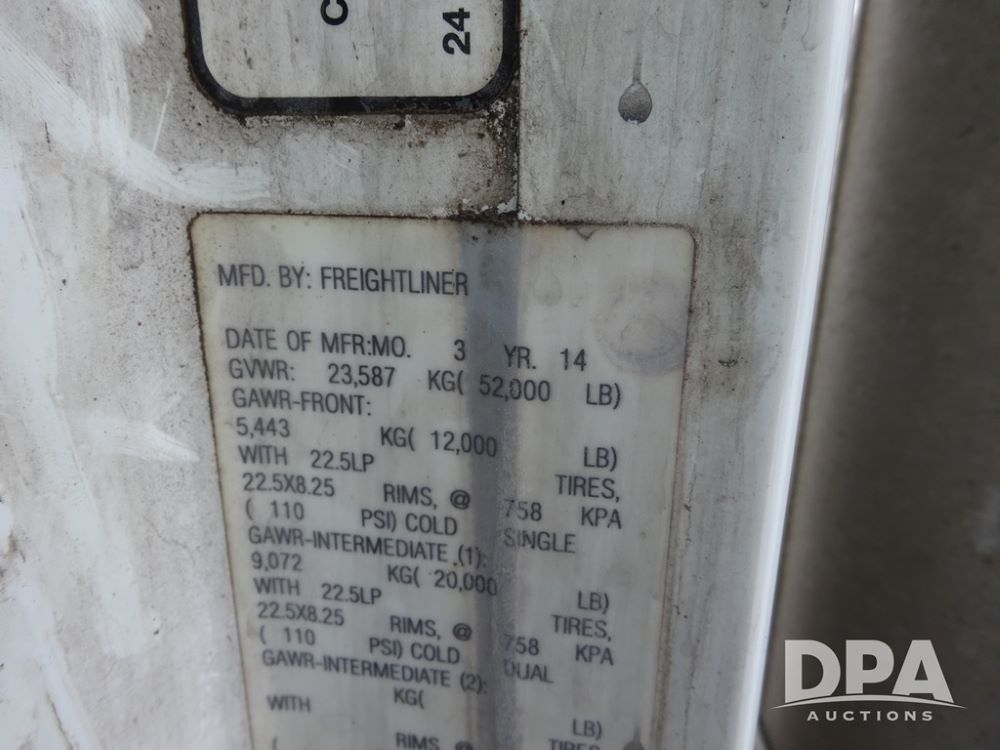 C
24
MFD. BY: FREIGHTLINER
DATE OF MFR:MO. 3 YR. 14
GVWR: 23,587 KG( 52,000 LB)
GAWR-FRONT:
5,443 KG( 12,000 LB)
WITH 22.5LP TIRES,
22.5X8.25 RIMS, @ 758 KPA
( 110 PSI) COLD SINGLE
GAWR-INTERMEDIATE (1):
9,072 KG( 20,000 LB)
WITH 22.5LP TIRES,
22.5X8.25 RIMS, @ 758 KPA
( 110 PSI) COLD DUAL
GAWR-INTERMEDIATE (2):
KG( LB)
WITH TIRES
( RIMS @
DPA
AUCTIONS